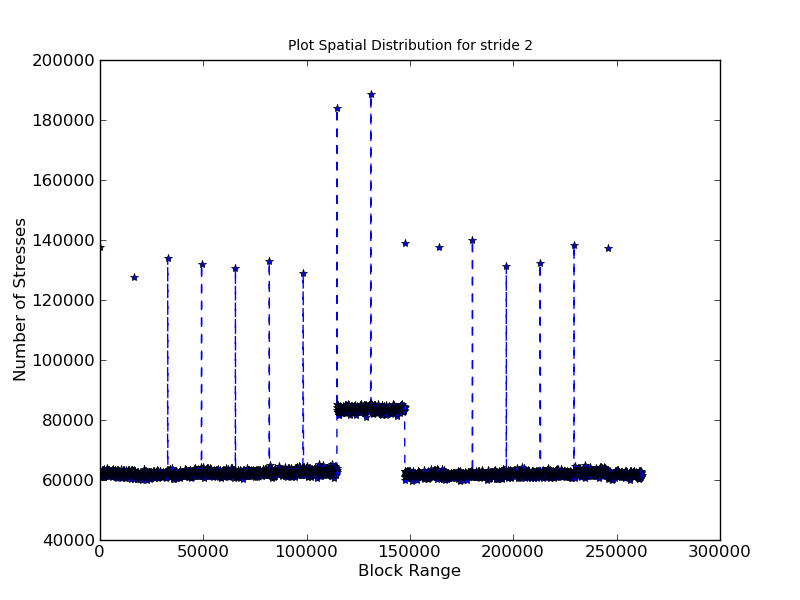 Plot Spatial Distribution for stride 2
200000
180000
160000
140000
120000
100000
80000
60000
40000
Number of Stresses
0 50000 100000 150000 200000 250000 300000
Block Range